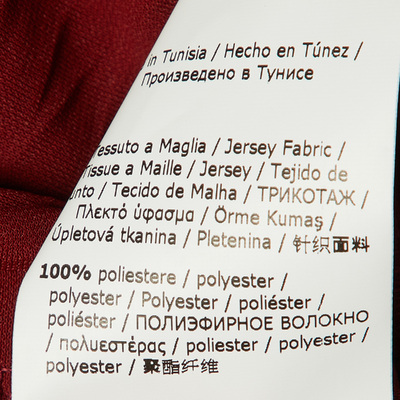 in Tunisia / Hecho en Túnez /
Произведено в Тунисе
essuto a Maglia / Jersey Fabric /
Tissue a Maille / Jersey / Tejido de
unto / Tecido de Malha / ТРИКОТАЖ /
Πλεκτό ύφασμα / Örme Kumaş /
Úpletová tkanina / Pletenina / 针织面料
100% poliestere / polyester /
polyester / Polyester / poliéster /
poliéster / ПОЛИЭФИРНОЕ ВОЛОКНО
/ πολυεστέρας / poliester / polyester /
polyester / 聚酯纤维